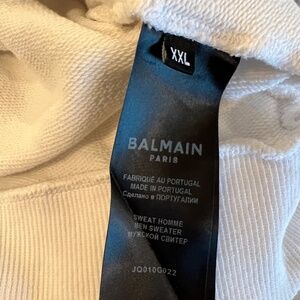 XXL
BALMAIN
PARIS
FABRIQUÉ AU PORTUGAL
MADE IN PORTUGAL
Сделано в ПОРТУГАЛИИ
SWEAT HOMME
MEN SWEATER
МУЖСКОЙ СВИТЕР
JQ010G022